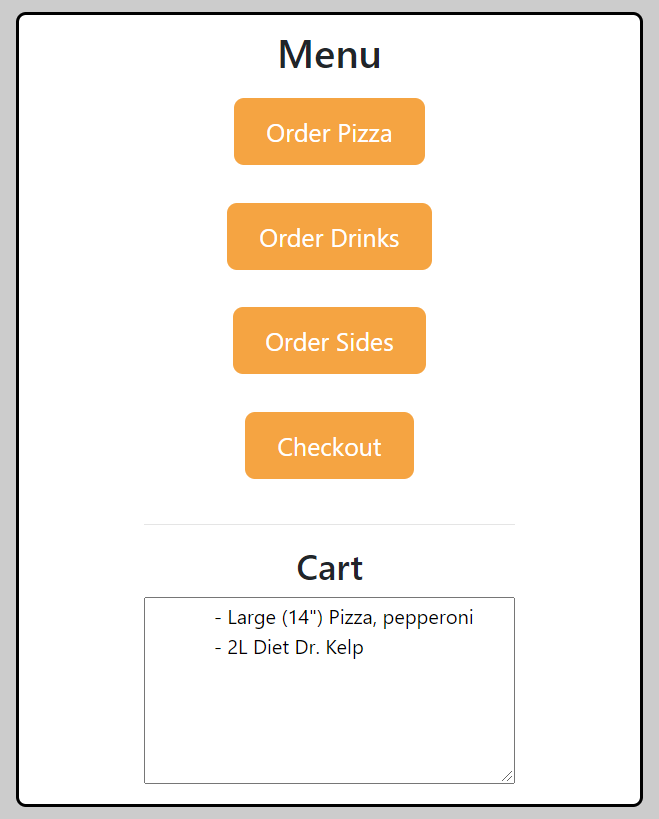 Menu
Order Pizza
Order Drinks
Order Sides
Checkout
Cart
- Large (14") Pizza, pepperoni
- 2L Diet Dr. Kelp